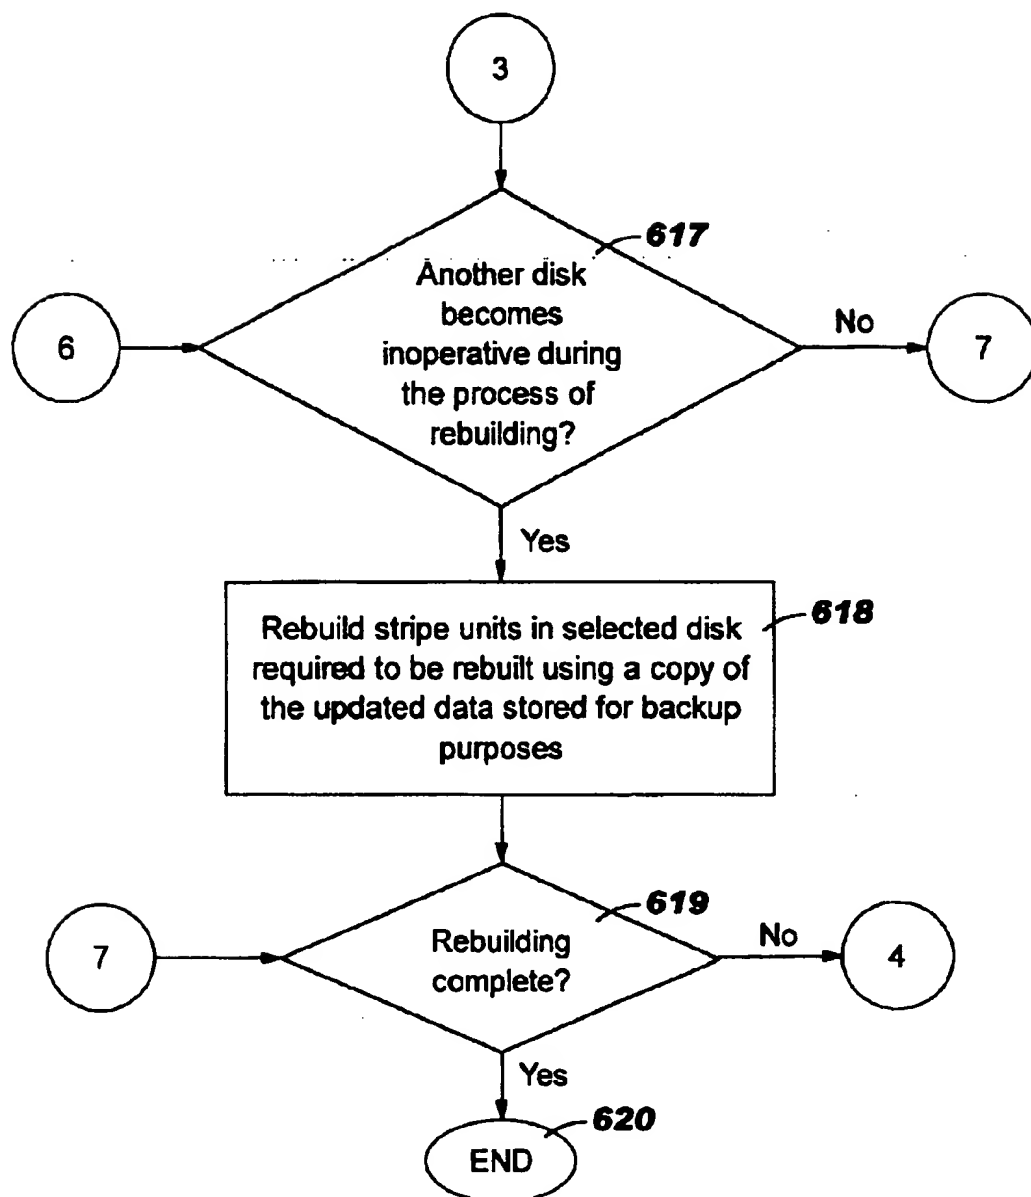 3
617
Another disk
becomes
inoperative during
the process of
rebuilding?
6
No
7
Yes
618
Rebuild stripe units in selected disk
required to be rebuilt using a copy of
the updated data stored for backup
purposes
619
Rebuilding
complete?
7
No
4
Yes
620
END